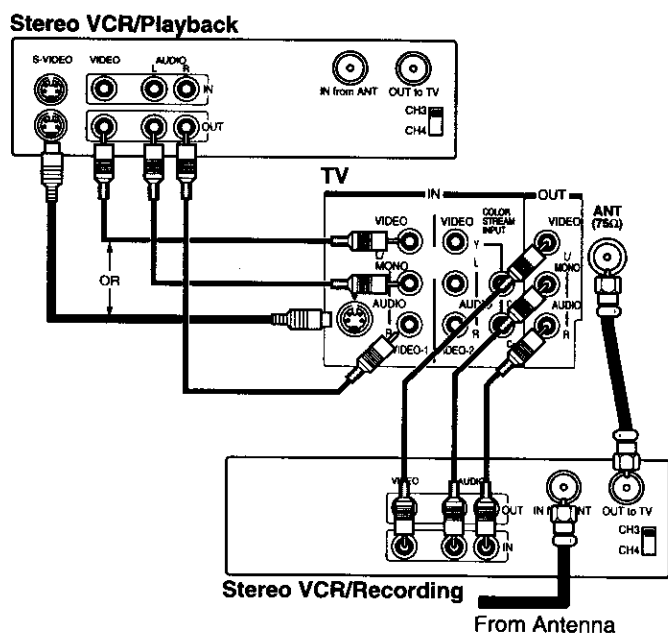 Stereo VCR/Playback
S-VIDEO VIDEO AUDIO
L R
IN
OUT
IN from ANT OUT to TV
CH3
CH4
TV
IN OUT
VIDEO VIDEO COLOR STREAM INPUT VIDEO
ANT (75Ω)
Y
L/MONO L L/MONO
OR
AUDIO AUDIO AUDIO
R R R
VIDEO-1 VIDEO-2
VIDEO AUDIO
OUT
IN
OUT to TV
CH3
CH4
Stereo VCR/Recording
From Antenna